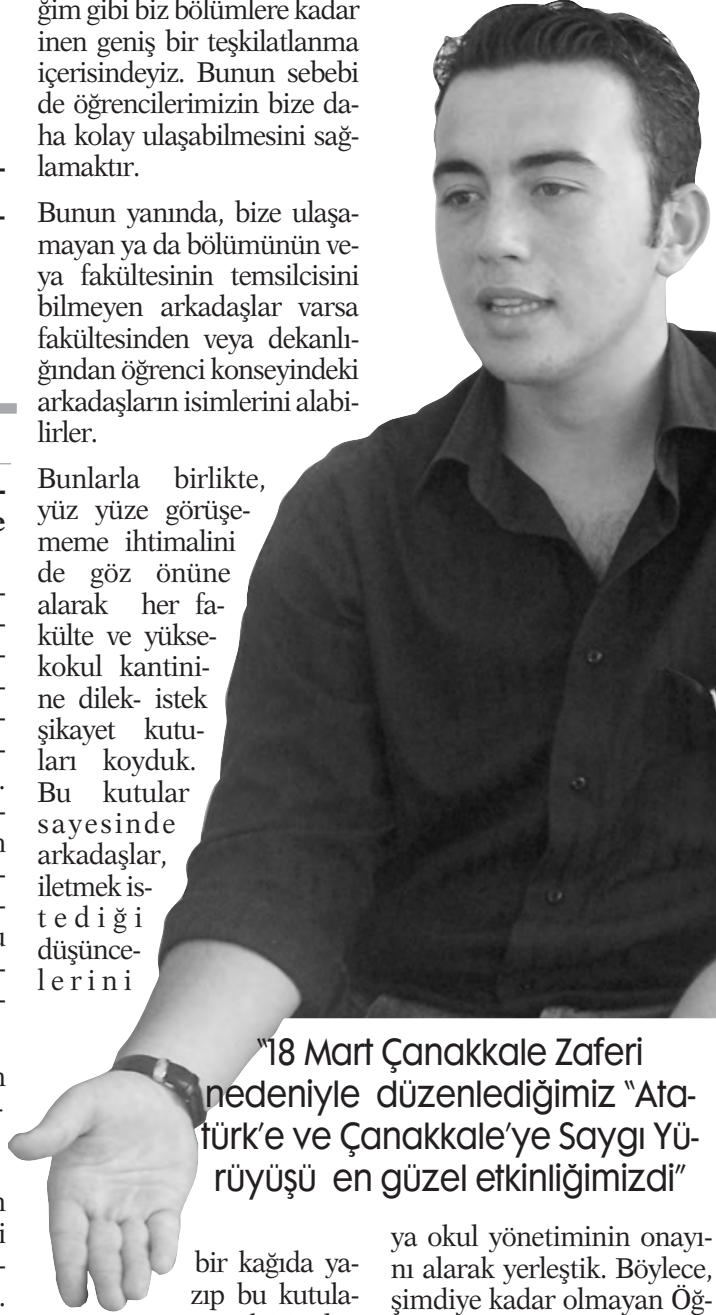 ğim gibi biz bölümlere kadar
inen geniş bir teşkilatlanma
içerisindeyiz. Bunun sebebi
de öğrencilerimizin bize da-
ha kolay ulaşabilmesini sağ-
lamaktır.
Bunun yanında, bize ulaşa-
mayan ya da bölümünün ve-
ya fakültesinin temsilcisini
bilmeyen arkadaşlar varsa
fakültesinden veya dekanlı-
ğından öğrenci konseyindeki
arkadaşların isimlerini alabi-
lirler.
Bunlarla birlikte,
yüz yüze görüşe-
meme ihtimalini
de göz önüne
alarak her fa-
külte ve yükse-
kokul kantini-
ne dilek- istek
şikayet kutu-
ları koyduk.
Bu kutular
sayesinde
arkadaşlar,
iletmek is-
tediği
düşünce-
lerini
"18 Mart Çanakkale Zaferi
nedeniyle düzenlediğimiz "Ata-
türk'e ve Çanakkale'ye Saygı Yü-
rüyüşü en güzel etkinliğimizdi"
bir kağıda ya-
zıp bu kutula-
ya okul yönetiminin onayı-
nı alarak yerleştik. Böylece,
şimdiye kadar olmayan Öğ-